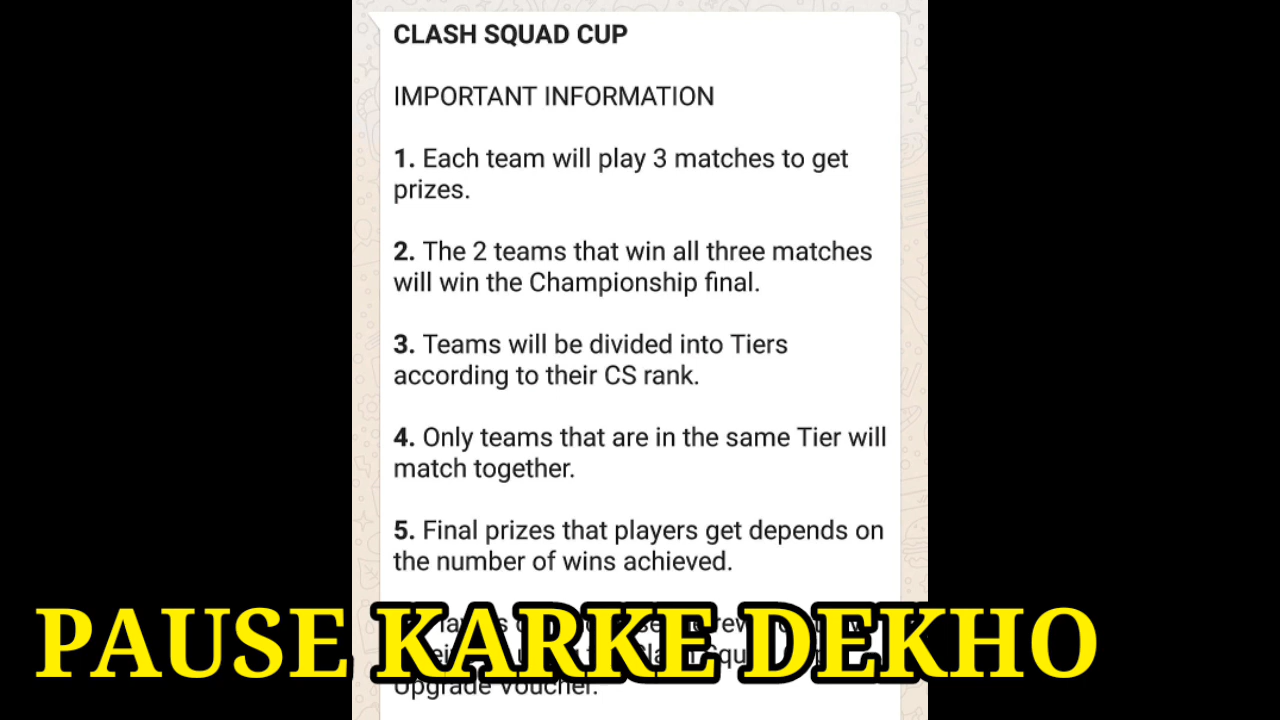 CLASH SQUAD CUP
IMPORTANT INFORMATION
1. Each team will play 3 matches to get
prizes.
2. The 2 teams that win all three matches
will win the Championship final.
3. Teams will be divided into Tiers
according to their CS rank.
4. Only teams that are in the same Tier will
match together.
5. Final prizes that players get depends on
the number of wins achieved.
PAUSE KARKE DEKHO
Upgrade Voucher.